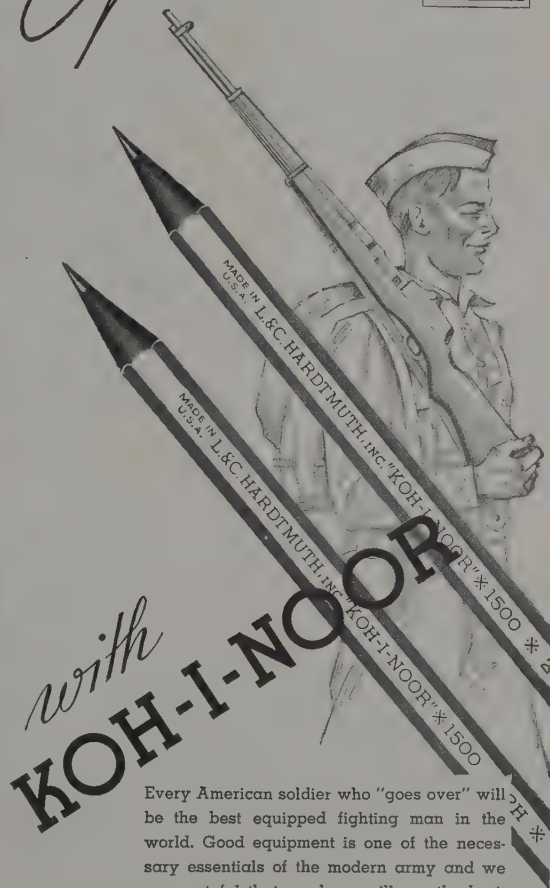 MADE IN
U.S.A. L.&C. HARDTMUTH, INC. "KOH-I-NOOR" ✳ 1500 ✳
MADE IN
U.S.A. L.&C. HARDTMUTH, INC. "KOH-I-NOOR" ✳ 1500
with
KOH-I-NOOR
Every American soldier who "goes over" will
be the best equipped fighting man in the
world. Good equipment is one of the neces-
sary essentials of the modern army and we